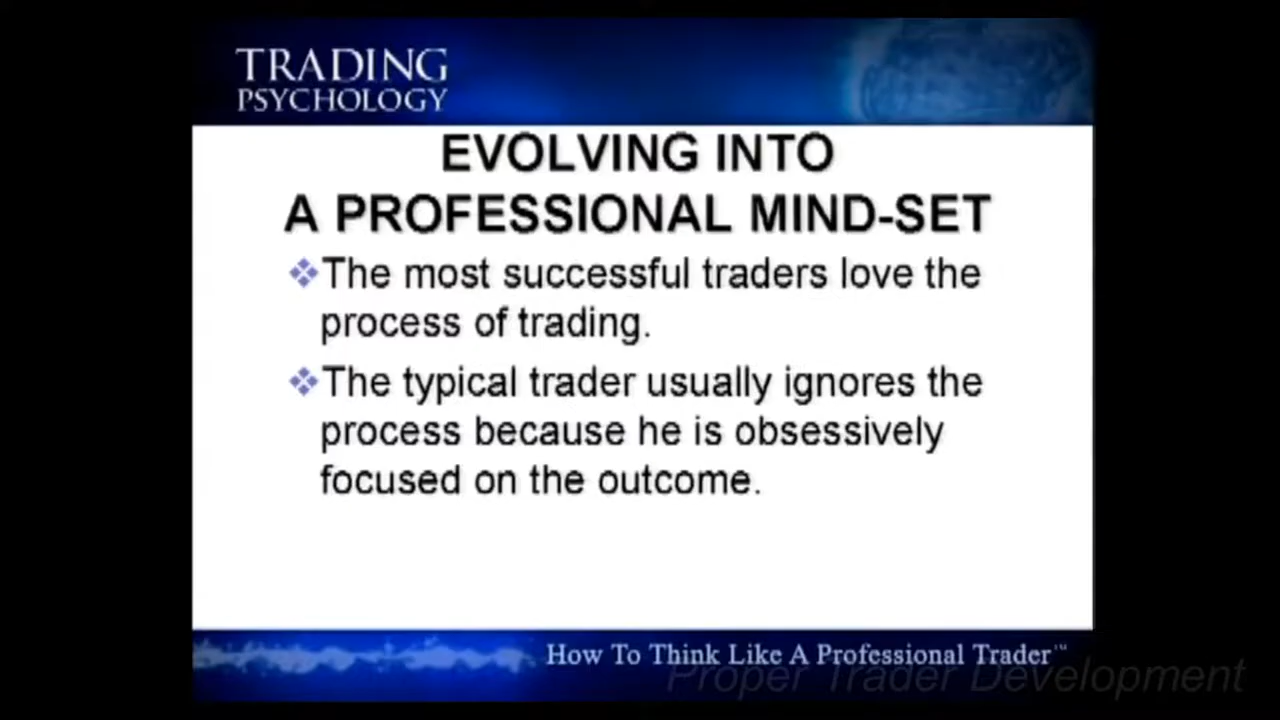 TRADING
PSYCHOLOGY
EVOLVING INTO
A PROFESSIONAL MIND-SET
❖The most successful traders love the
process of trading.
❖The typical trader usually ignores the
process because he is obsessively
focused on the outcome.
How To Think Like A Professional Trader™
Proper Trader Development